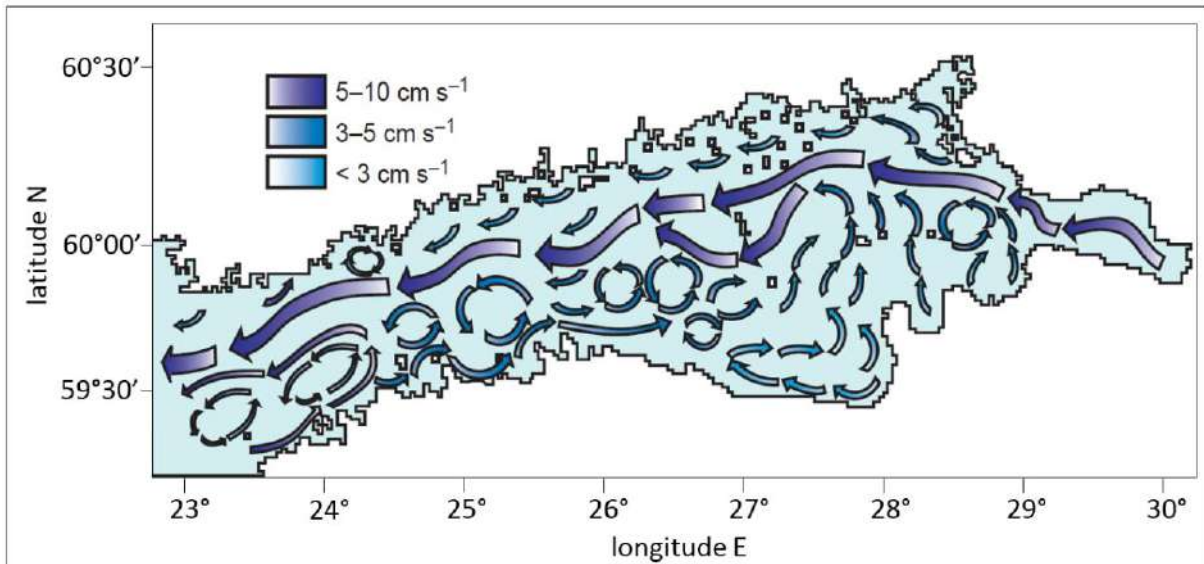 60°30′
5–10 cm s⁻¹
3–5 cm s⁻¹
< 3 cm s⁻¹
latitude N
60°00′
59°30′
23° 24° 25° 26° 27° 28° 29° 30°
longitude E